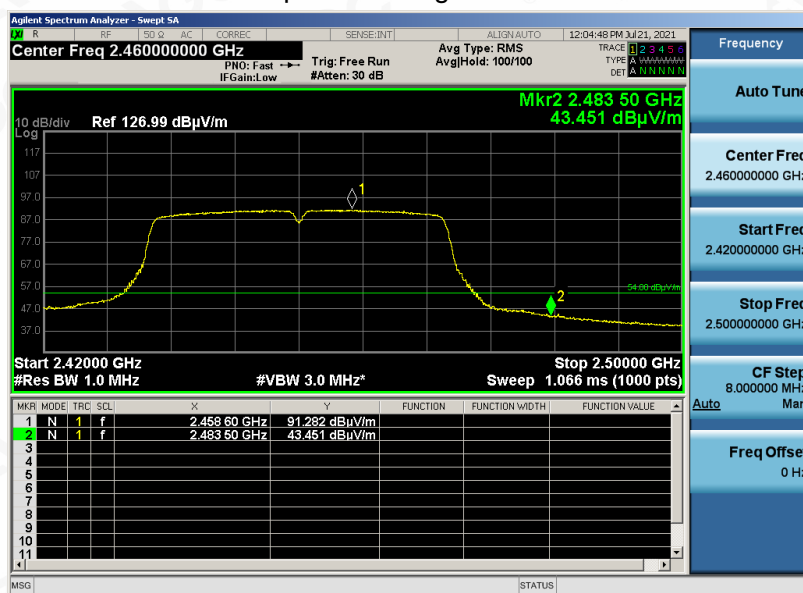 Agilent Spectrum Analyzer - Swept SA
LXI R RF 50 Ω AC CORREC SENSE:INT ALIGN AUTO 12:04:48 PM Jul 21, 2021
Center Freq 2.460000000 GHz
PNO: Fast
IFGain:Low
Trig: Free Run
#Atten: 30 dB
Avg Type: RMS
Avg|Hold: 100/100
TRACE 1 2 3 4 5 6
TYPE A WWWWW
DET A N N N N N
Mkr2 2.483 50 GHz
43.451 dBµV/m
10 dB/div Ref 126.99 dBµV/m
Log
117
107
97.0
87.0
77.0
67.0
57.0
47.0
37.0
1
2
54.00 dBµV/m
Start 2.42000 GHz Stop 2.50000 GHz
#Res BW 1.0 MHz #VBW 3.0 MHz* Sweep 1.066 ms (1000 pts)
MKR MODE TRC SCL X Y FUNCTION FUNCTION WIDTH FUNCTION VALUE
1 N 1 f 2.458 60 GHz 91.282 dBµV/m
2 N 1 f 2.483 50 GHz 43.451 dBµV/m
3
4
5
6
7
8
9
10
11
MSG STATUS
Frequency
Auto Tune
Center Freq
2.460000000 GHz
Start Freq
2.420000000 GHz
Stop Freq
2.500000000 GHz
CF Step
8.000000 MHz
Auto Man
Freq Offset
0 Hz